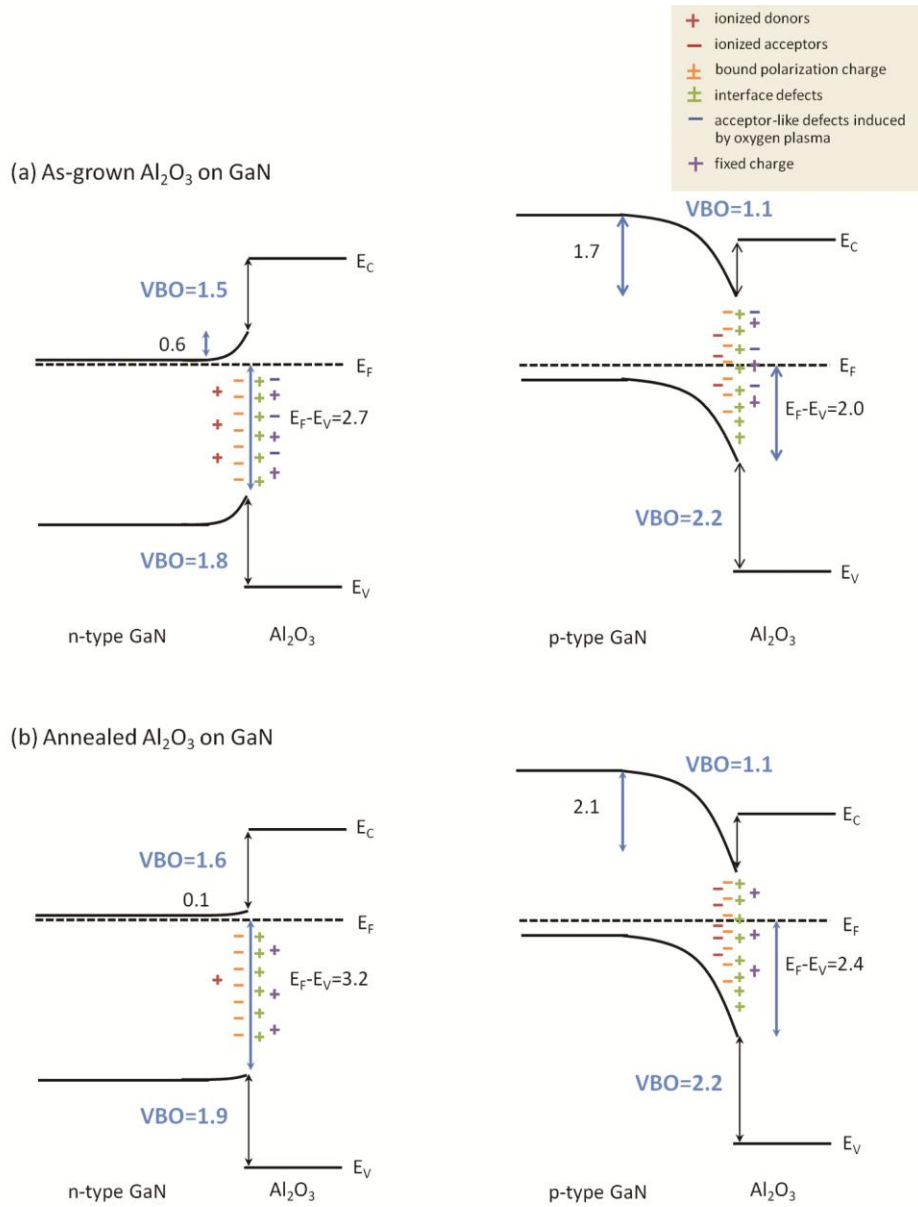 ionized donors
ionized acceptors
bound polarization charge
interface defects
acceptor-like defects induced
by oxygen plasma
fixed charge
(a) As-grown Al₂O₃ on GaN
VBO=1.5
0.6
E_C
E_F
E_F-E_V=2.7
VBO=1.8
E_V
n-type GaN
Al₂O₃
VBO=1.1
1.7
E_C
E_F
E_F-E_V=2.0
VBO=2.2
E_V
p-type GaN
Al₂O₃
(b) Annealed Al₂O₃ on GaN
VBO=1.6
0.1
E_C
E_F
E_F-E_V=3.2
VBO=1.9
E_V
n-type GaN
Al₂O₃
VBO=1.1
2.1
E_C
E_F
E_F-E_V=2.4
VBO=2.2
E_V
p-type GaN
Al₂O₃